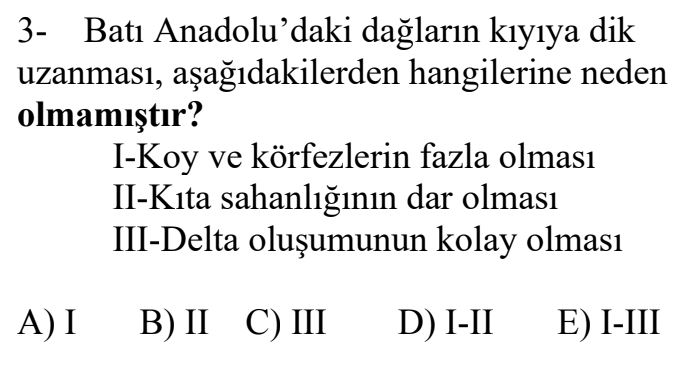 3- Batı Anadolu’daki dağların kıyıya dik
uzanması, aşağıdakilerden hangilerine neden
olmamıştır?
I-Koy ve körfezlerin fazla olması
II-Kıta sahanlığının dar olması
III-Delta oluşumunun kolay olması
A) I B) II C) III D) I-II E) I-III